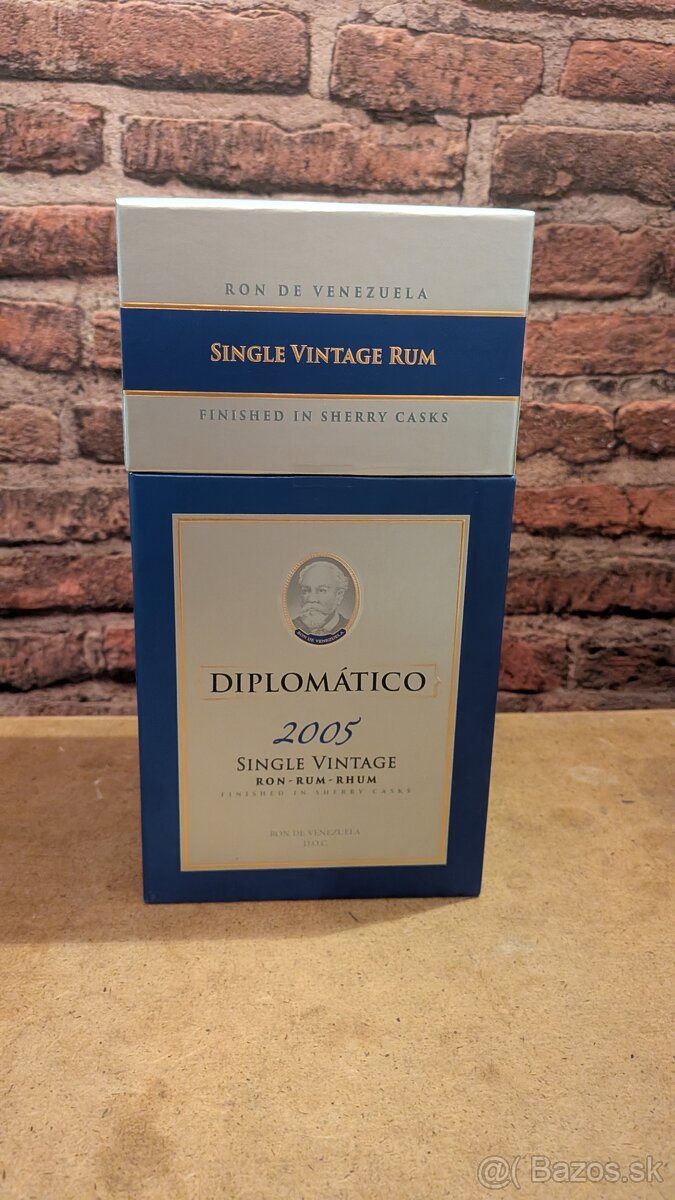 RON DE VENEZUELA
SINGLE VINTAGE RUM
FINISHED IN SHERRY CASKS
RON DE VENEZUELA
DIPLOMÁTICO
2005
SINGLE VINTAGE
RON-RUM-RHUM
FINISHED IN SHERRY CASKS
RON DE VENEZUELA
D.O.C
@( Bazos.sk